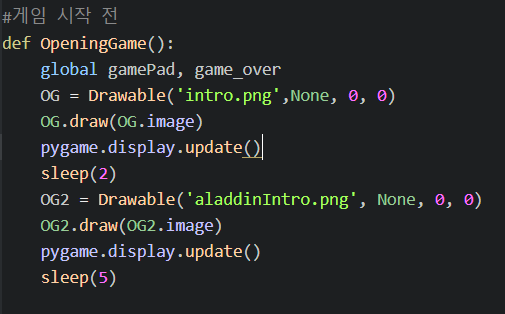 #게임 시작 전
def OpeningGame():
    global gamePad, game_over
    OG = Drawable('intro.png',None, 0, 0)
    OG.draw(OG.image)
    pygame.display.update()
    sleep(2)
    OG2 = Drawable('aladdinIntro.png', None, 0, 0)
    OG2.draw(OG2.image)
    pygame.display.update()
    sleep(5)